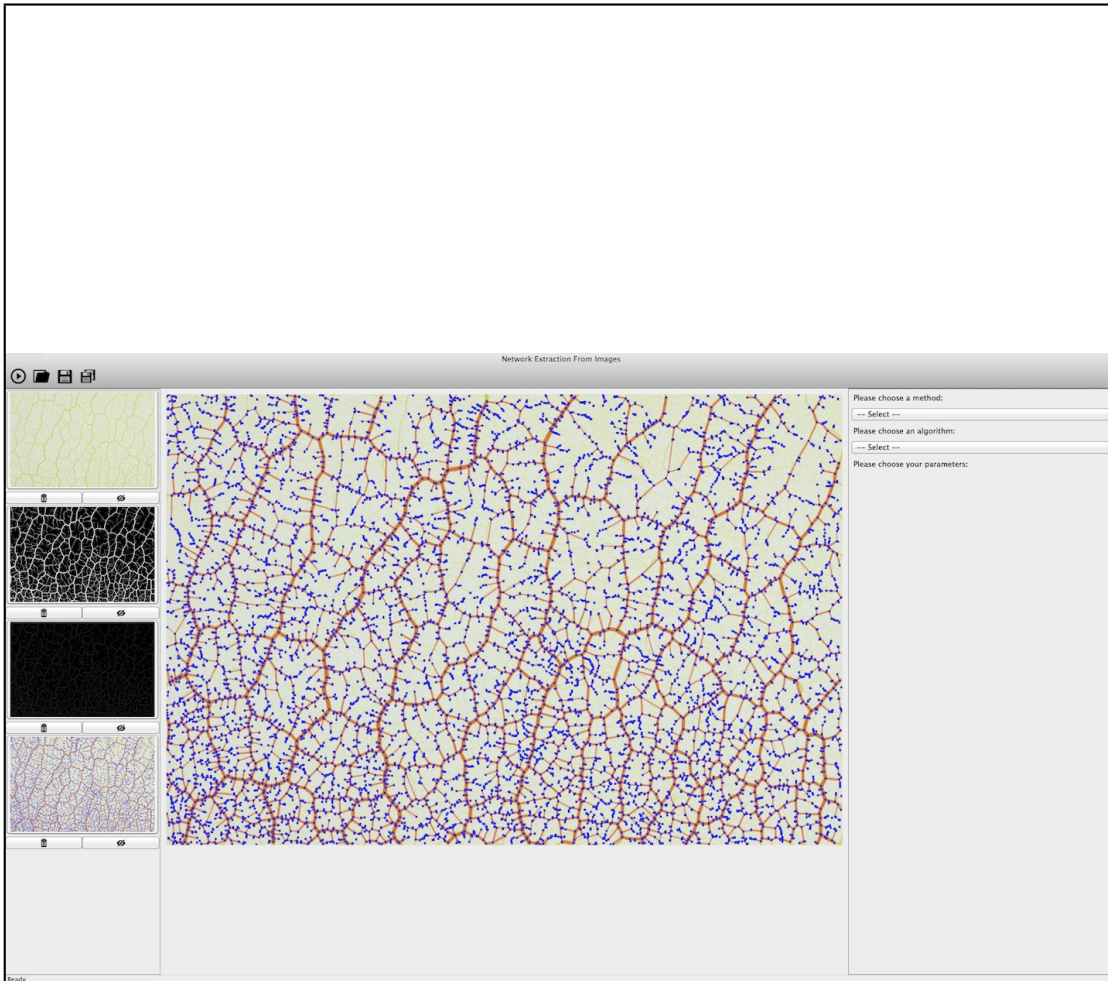 Network Extraction From Images
Please choose a method:
-- Select --
Please choose an algorithm:
-- Select --
Please choose your parameters:
Ready